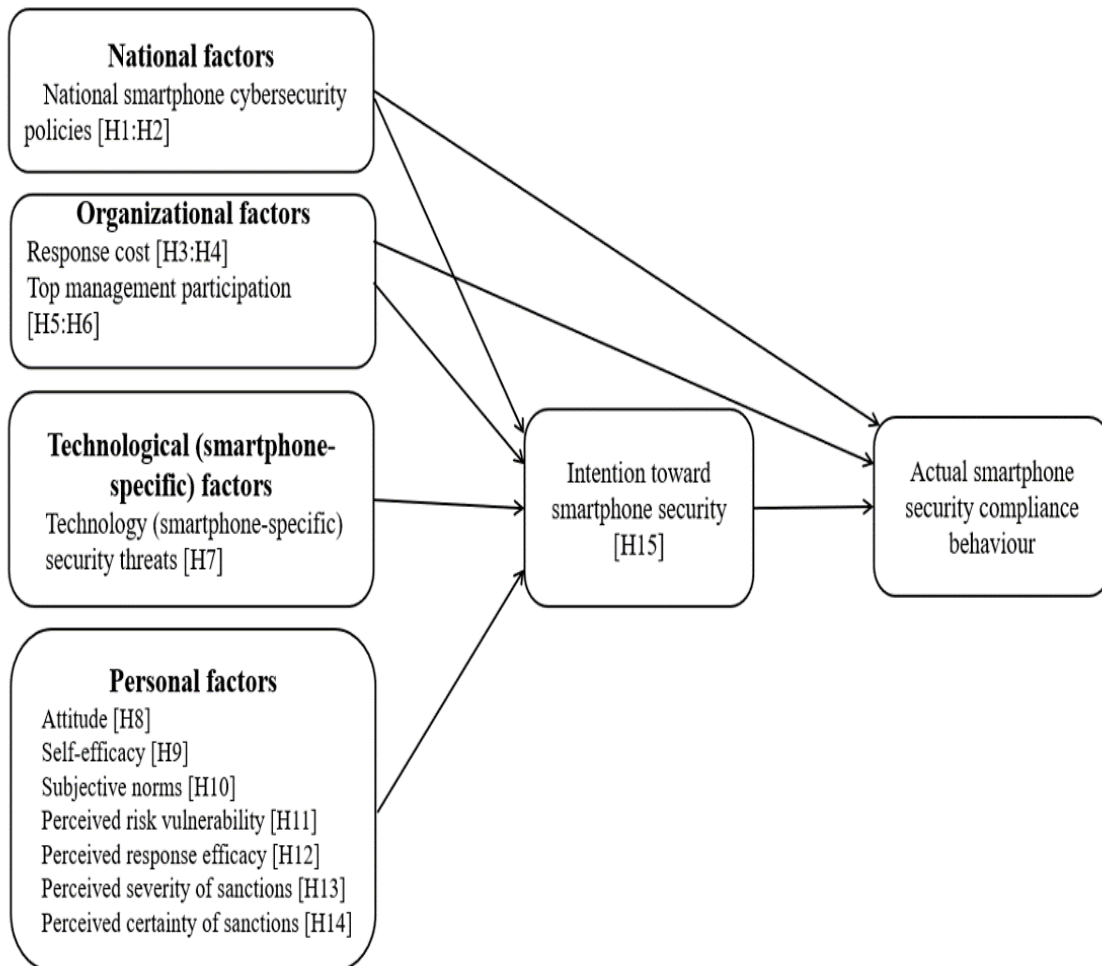 National factors
National smartphone cybersecurity
policies [H1:H2]
Organizational factors
Response cost [H3:H4]
Top management participation
[H5:H6]
Technological (smartphone-
specific) factors
Technology (smartphone-specific)
security threats [H7]
Personal factors
Attitude [H8]
Self-efficacy [H9]
Subjective norms [H10]
Perceived risk vulnerability [H11]
Perceived response efficacy [H12]
Perceived severity of sanctions [H13]
Perceived certainty of sanctions [H14]
Intention toward
smartphone security
[H15]
Actual smartphone
security compliance
behaviour